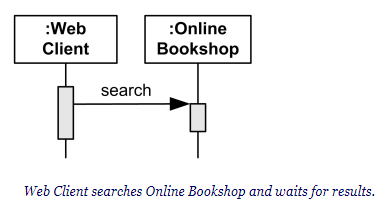 :Web
Client
:Online
Bookshop
search
Web Client searches Online Bookshop and waits for results.